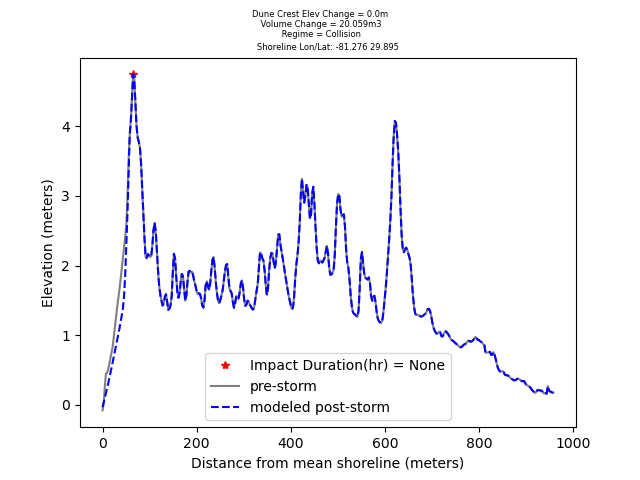 Dune Crest Elev Change = 0.0m
Volume Change = 20.059m3
Regime = Collision
Shoreline Lon/Lat: -81.276 29.895
4
3
2
1
0
Elevation (meters)
Impact Duration(hr) = None
pre-storm
modeled post-storm
0 200 400 600 800 1000
Distance from mean shoreline (meters)